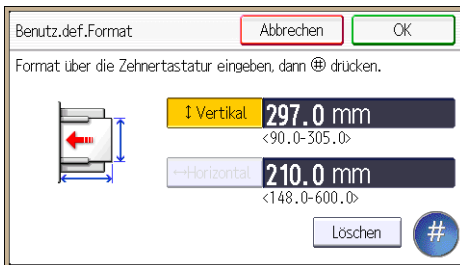 Benutz.def.Format
Abbrechen
OK
Format über die Zehnertastatur eingeben, dann # drücken.
↕ Vertikal
297.0 mm
<90.0-305.0>
↔Horizontal
210.0 mm
<148.0-600.0>
Löschen
#